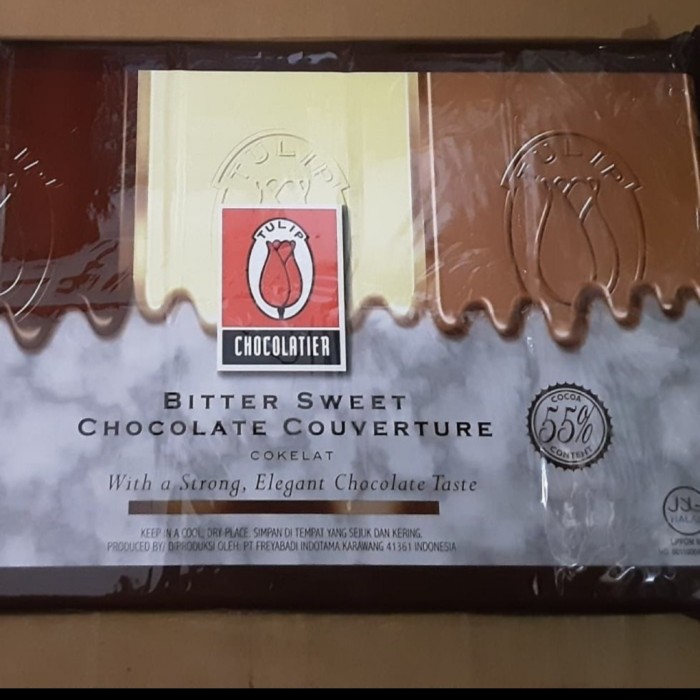 TULIP
TULIP
TULIP
CHOCOLATIER
BITTER SWEET
CHOCOLATE COUVERTURE
COKELAT
With a Strong, Elegant Chocolate Taste
COCOA
55%
CONTENT
KEEP IN A COOL, DRY PLACE. SIMPAN DI TEMPAT YANG SEJUK DAN KERING.
PRODUCED BY/ DIPRODUKSI OLEH: PT FREYABADI INDOTAMA KARAWANG 41361 INDONESIA
HALAL